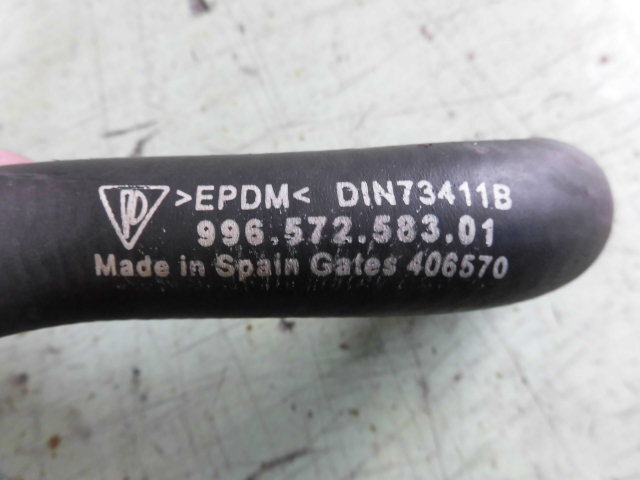 >EPDM< DIN73411B
996.572.583.01
Made in Spain Gates 406570